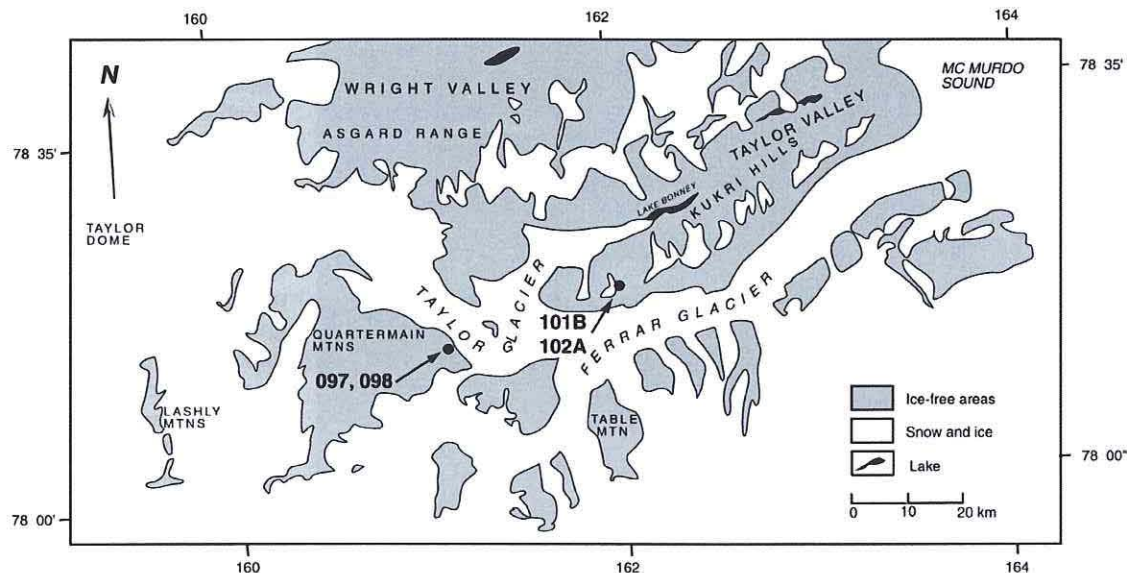 160
162
164
N
WRIGHT VALLEY
ASGARD RANGE
MC MURDO
SOUND
78 35'
78 35'
TAYLOR VALLEY
KUKRI HILLS
LAKE BONNEY
TAYLOR
DOME
TAYLOR
GLACIER
FERRAR GLACIER
101B
102A
QUARTERMAIN
MTNS
097, 098
LASHLY
MTNS
TABLE
MTN
Ice-free areas
Snow and ice
Lake
0 10 20 km
78 00'
78 00'
160
162
164